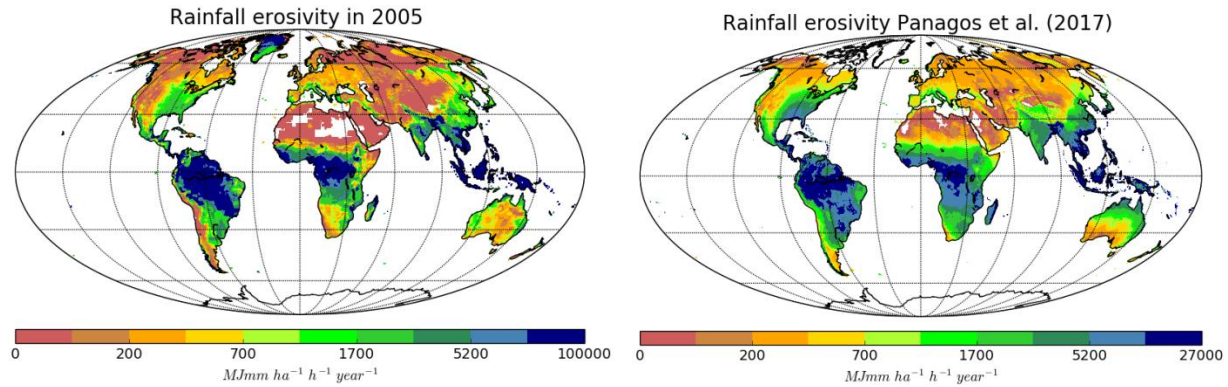 Rainfall erosivity in 2005
0 200 700 1700 5200 100000
MJmm ha⁻¹ h⁻¹ year⁻¹
Rainfall erosivity Panagos et al. (2017)
0 200 700 1700 5200 27000
MJmm ha⁻¹ h⁻¹ year⁻¹